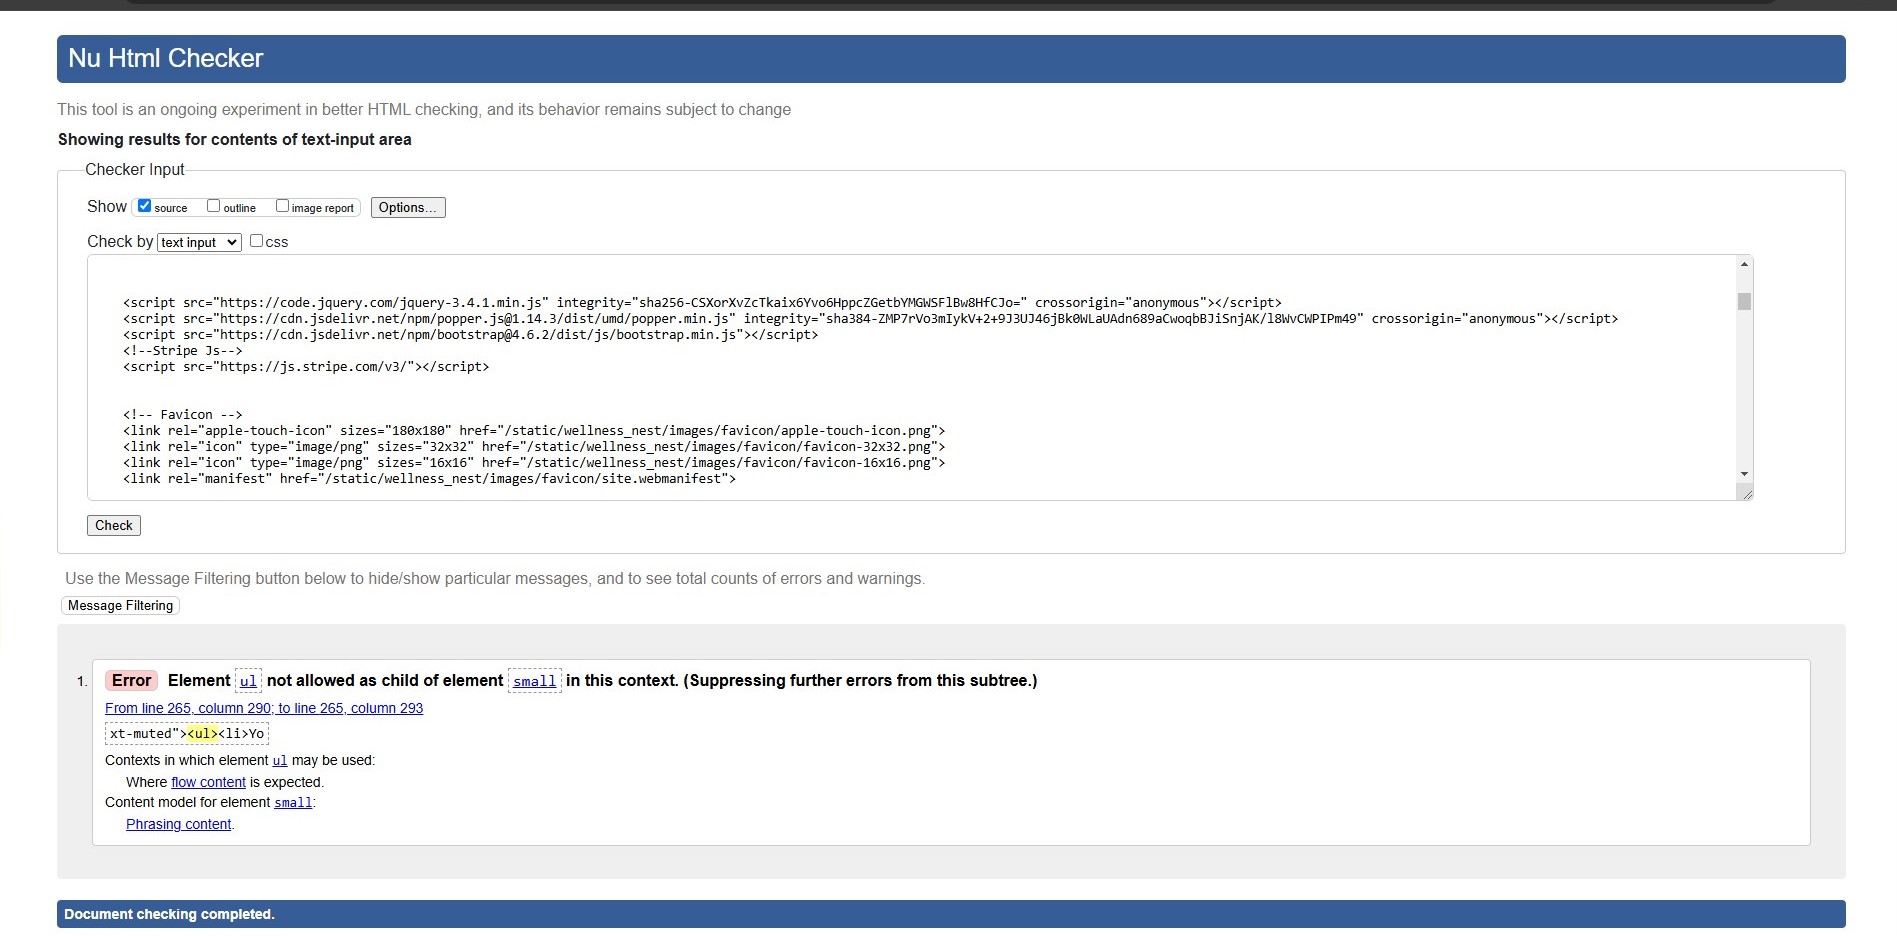 Nu Html Checker
This tool is an ongoing experiment in better HTML checking, and its behavior remains subject to change
Showing results for contents of text-input area
Checker Input
Show source outline image report Options...
Check by text input css
<script src="https://code.jquery.com/jquery-3.4.1.min.js" integrity="sha256-CSXorXvZcTkaix6Yvo6HppcZGetbYMGWSFlBw8HfCJo=" crossorigin="anonymous"></script>
<script src="https://cdn.jsdelivr.net/npm/popper.js@1.14.3/dist/umd/popper.min.js" integrity="sha384-ZMP7rVo3mIykV+2+9J3UJ46jBk0WLaUAdn689aCwoqbBJiSnjAK/l8WvCWPIPm49" crossorigin="anonymous"></script>
<script src="https://cdn.jsdelivr.net/npm/bootstrap@4.6.2/dist/js/bootstrap.min.js"></script>
<!--Stripe Js-->
<script src="https://js.stripe.com/v3/"></script>
<!-- Favicon -->
<link rel="apple-touch-icon" sizes="180x180" href="/static/wellness_nest/images/favicon/apple-touch-icon.png">
<link rel="icon" type="image/png" sizes="32x32" href="/static/wellness_nest/images/favicon/favicon-32x32.png">
<link rel="icon" type="image/png" sizes="16x16" href="/static/wellness_nest/images/favicon/favicon-16x16.png">
<link rel="manifest" href="/static/wellness_nest/images/favicon/site.webmanifest">
Check
Use the Message Filtering button below to hide/show particular messages, and to see total counts of errors and warnings.
Message Filtering
1. Error Element ul not allowed as child of element small in this context. (Suppressing further errors from this subtree.)
From line 265, column 290; to line 265, column 293
xt-muted"><ul><li>Yo
Contexts in which element ul may be used:
Where flow content is expected.
Content model for element small:
Phrasing content.
Document checking completed.